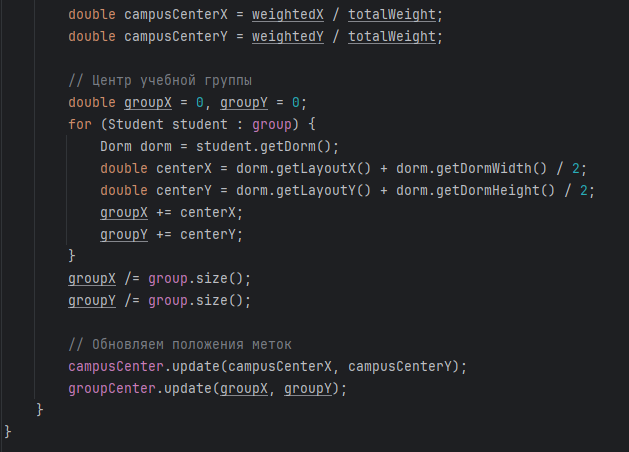 double campusCenterX = weightedX / totalWeight;
double campusCenterY = weightedY / totalWeight;
// Центр учебной группы
double groupX = 0, groupY = 0;
for (Student student : group) {
Dorm dorm = student.getDorm();
double centerX = dorm.getLayoutX() + dorm.getDormWidth() / 2;
double centerY = dorm.getLayoutY() + dorm.getDormHeight() / 2;
groupX += centerX;
groupY += centerY;
}
groupX /= group.size();
groupY /= group.size();
// Обновляем положения меток
campusCenter.update(campusCenterX, campusCenterY);
groupCenter.update(groupX, groupY);
}
}